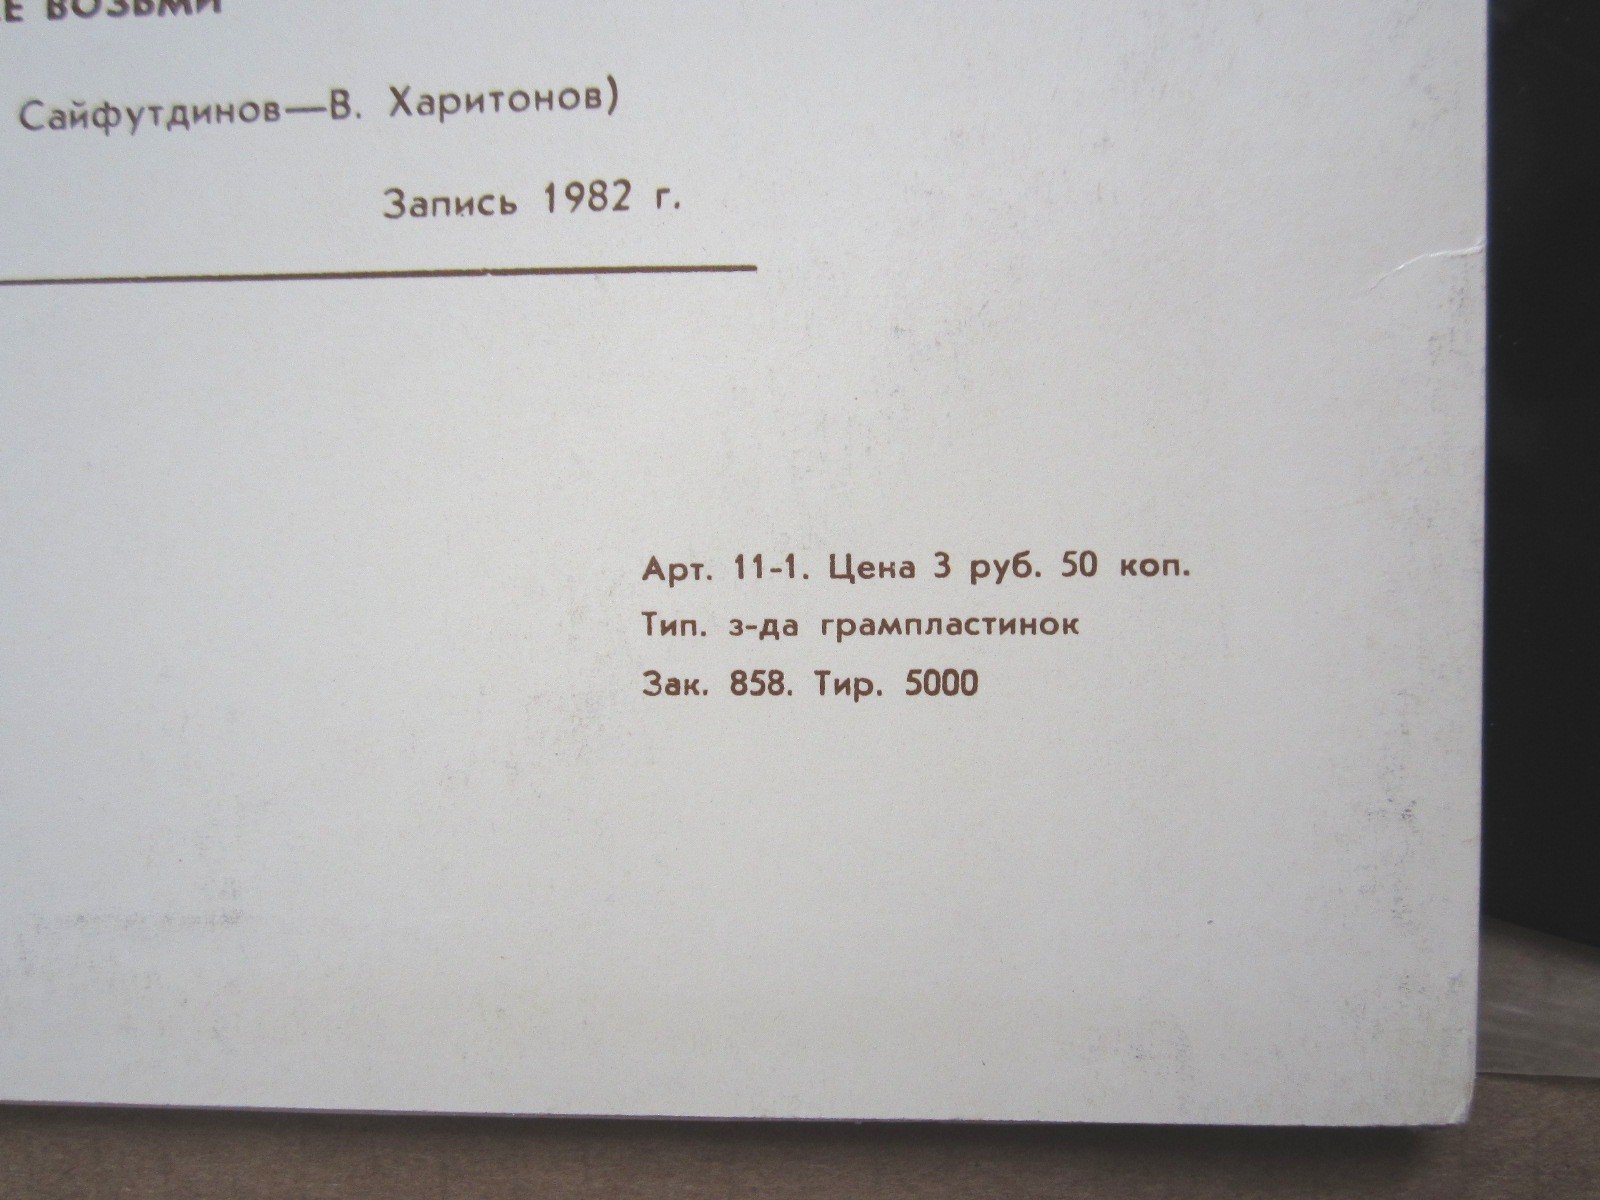 ВОЗЬМИ
Сайфутдинов—В. Харитонов)
Запись 1982 г.
Арт. 11-1. Цена 3 руб. 50 коп.
Тип. з-да грампластинок
Зак. 858. Тир. 5000